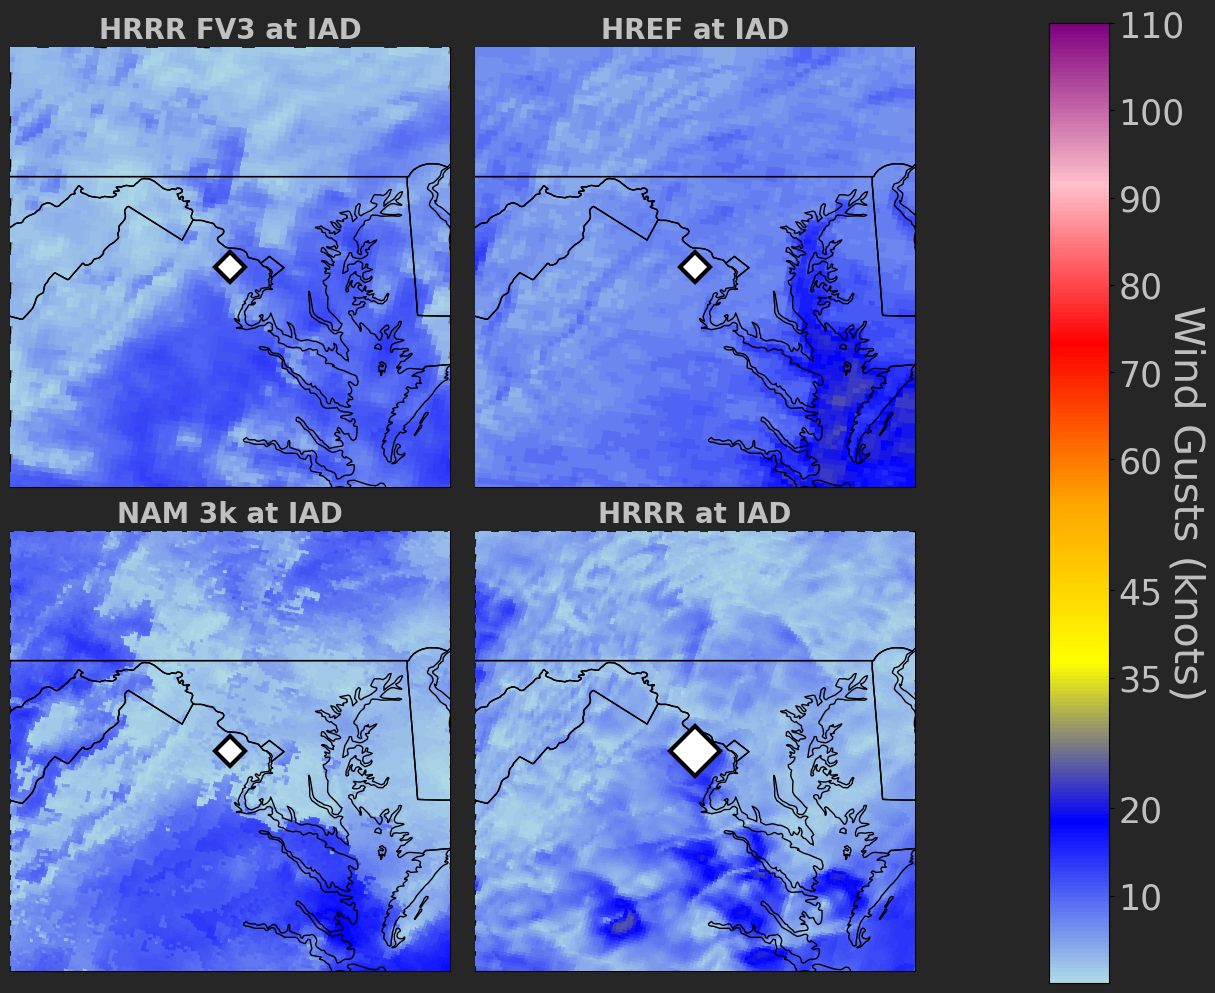 HRRR FV3 at IAD
HREF at IAD
NAM 3k at IAD
HRRR at IAD
110
100
90
80
70
60
45
35
20
10
Wind Gusts (knots)